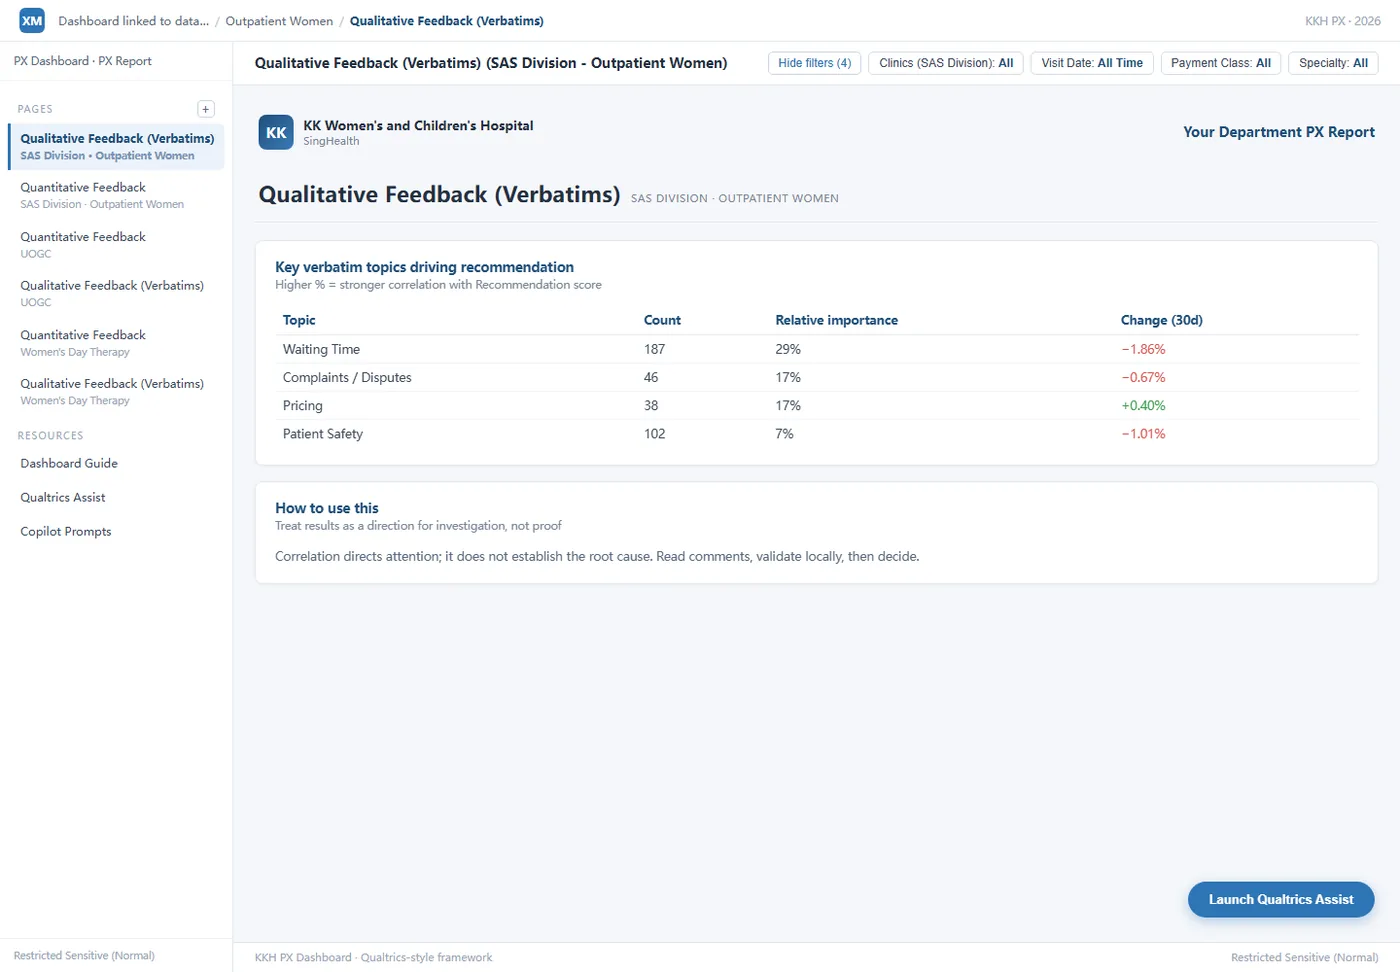 XM Dashboard linked to data... / Outpatient Women / Qualitative Feedback (Verbatims) KKH PX · 2026
PX Dashboard · PX Report
PAGES +
Qualitative Feedback (Verbatims)
SAS Division • Outpatient Women
Quantitative Feedback
SAS Division · Outpatient Women
Quantitative Feedback
UOGC
Qualitative Feedback (Verbatims)
UOGC
Quantitative Feedback
Women's Day Therapy
Qualitative Feedback (Verbatims)
Women's Day Therapy
RESOURCES
Dashboard Guide
Qualtrics Assist
Copilot Prompts
Restricted Sensitive (Normal)
Qualitative Feedback (Verbatims) (SAS Division - Outpatient Women) Hide filters (4) Clinics (SAS Division): All Visit Date: All Time Payment Class: All Specialty: All
KK KK Women's and Children's Hospital
SingHealth
Your Department PX Report
Qualitative Feedback (Verbatims) SAS DIVISION · OUTPATIENT WOMEN
Key verbatim topics driving recommendation
Higher % = stronger correlation with Recommendation score
Topic Count Relative importance Change (30d)
Waiting Time 187 29% −1.86%
Complaints / Disputes 46 17% −0.67%
Pricing 38 17% +0.40%
Patient Safety 102 7% −1.01%
How to use this
Treat results as a direction for investigation, not proof
Correlation directs attention; it does not establish the root cause. Read comments, validate locally, then decide.
Launch Qualtrics Assist
KKH PX Dashboard · Qualtrics-style framework Restricted Sensitive (Normal)